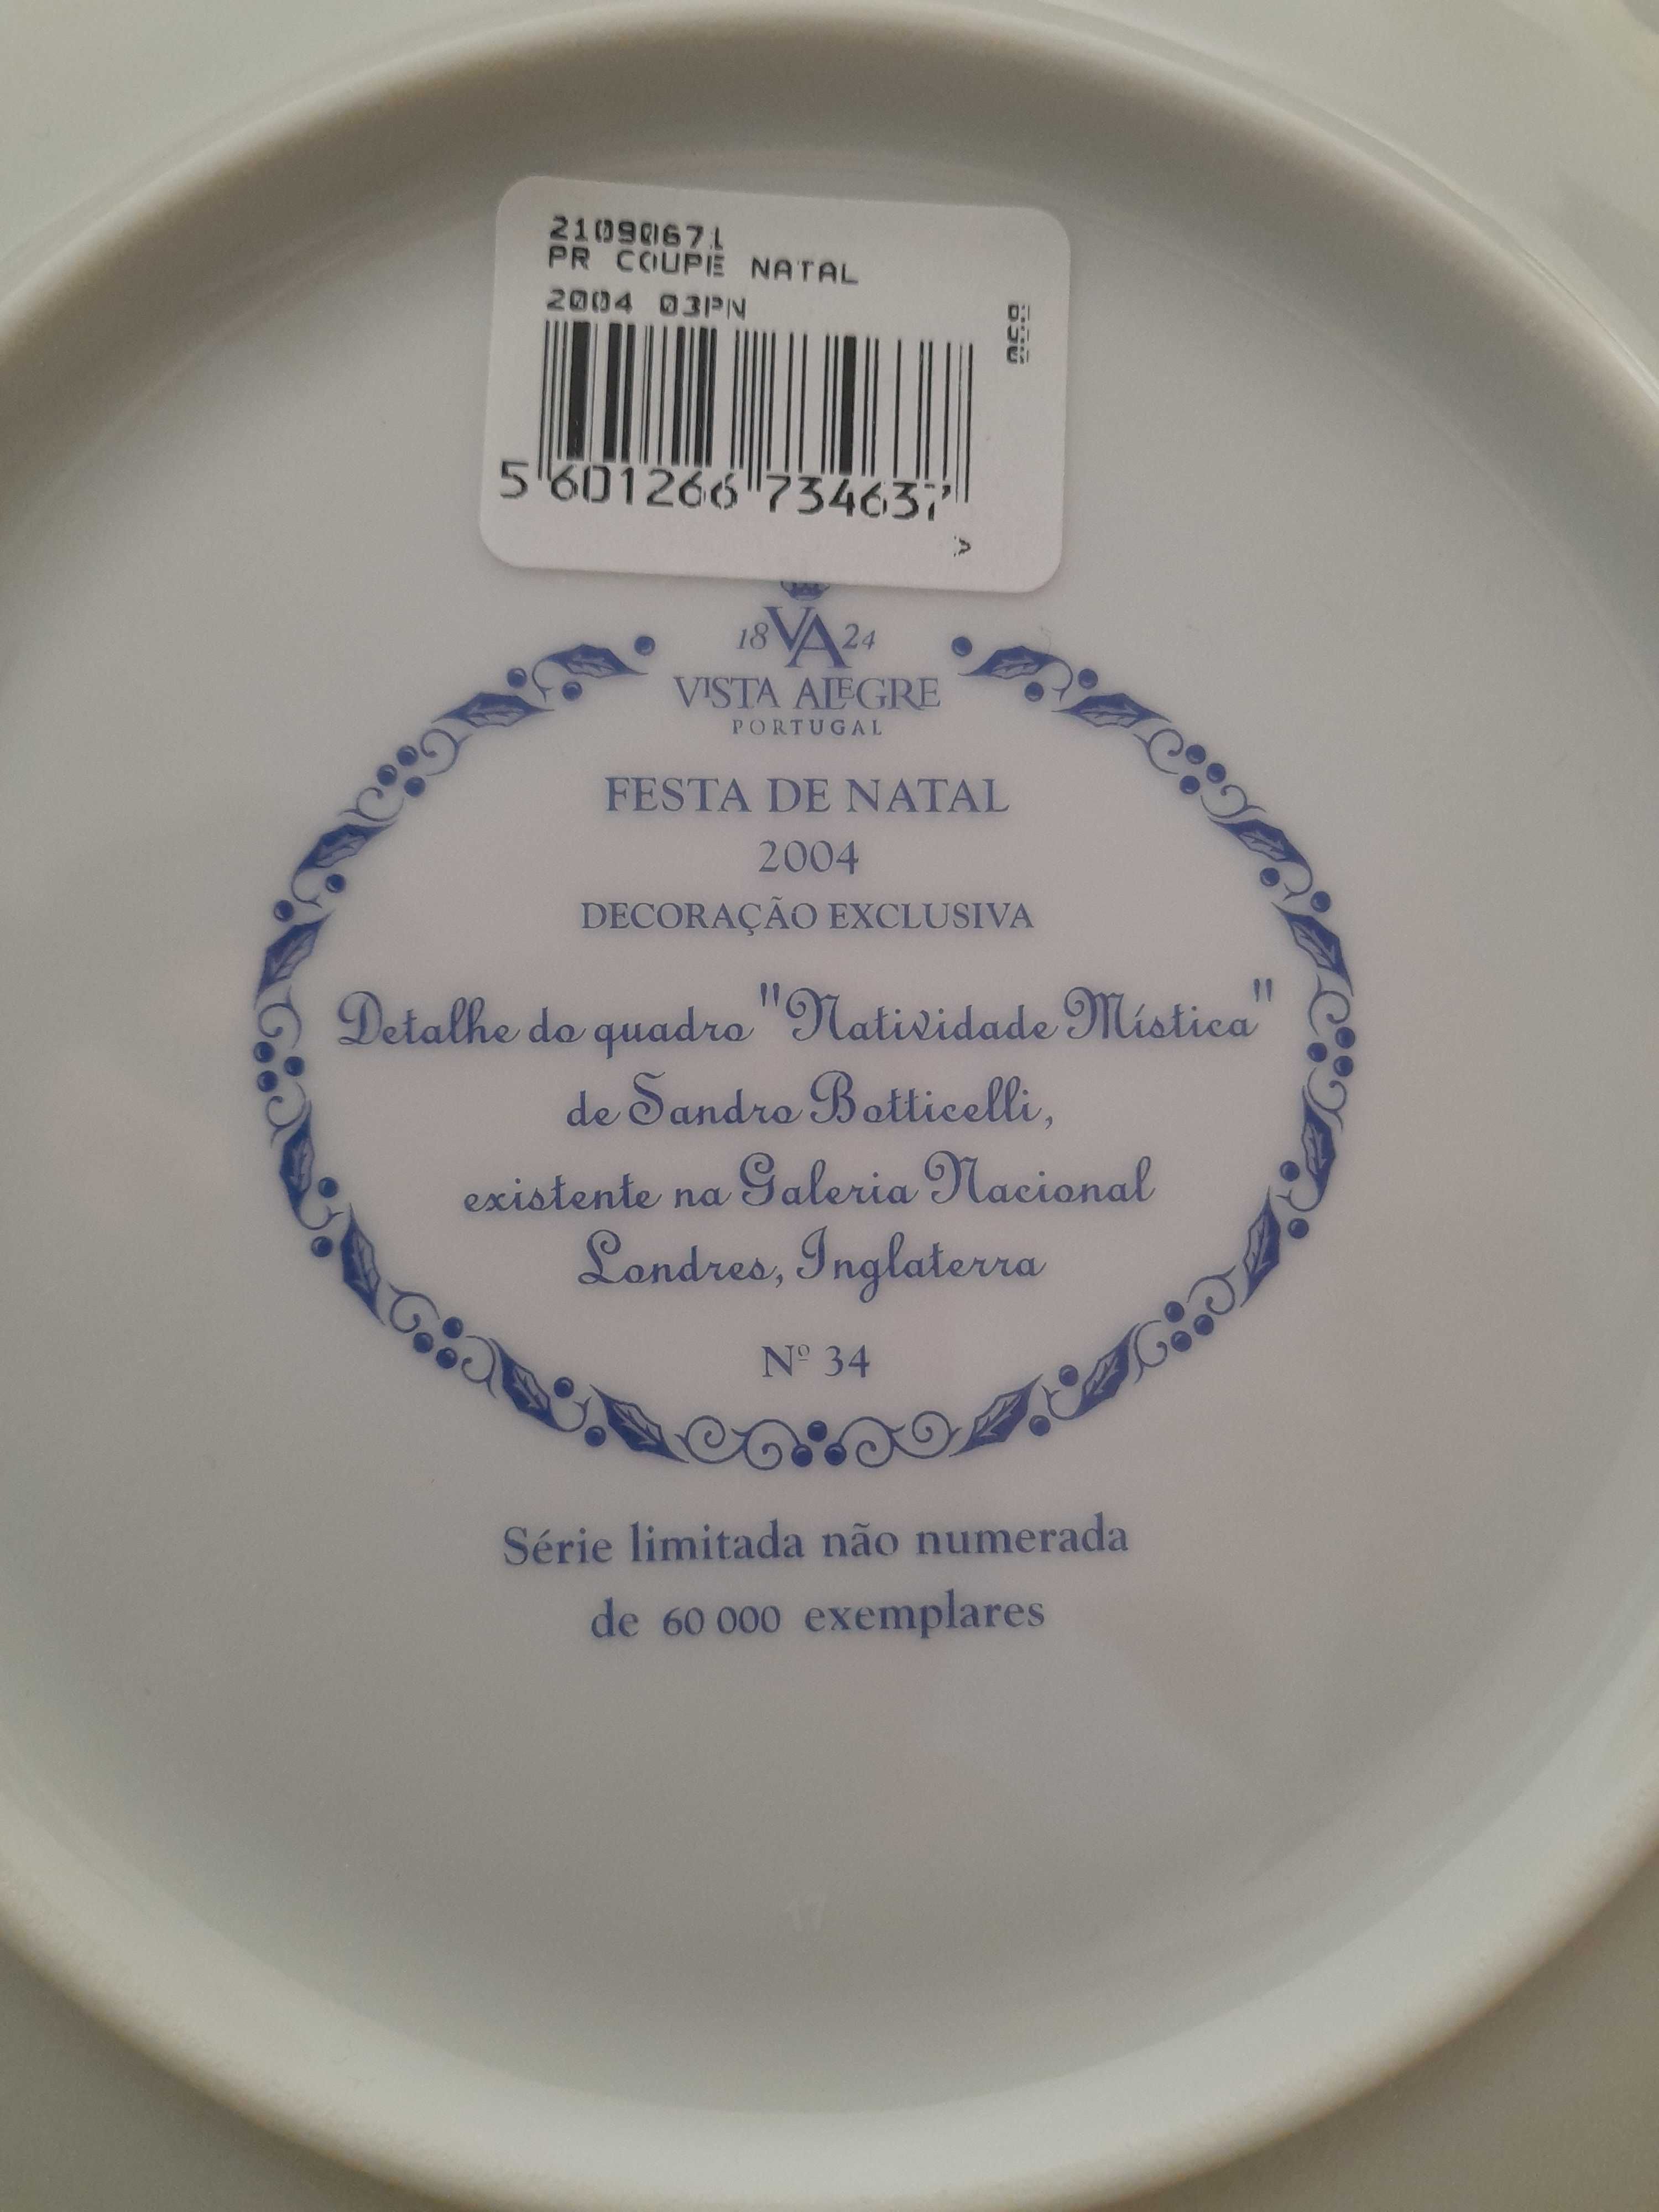 21090671
PR COUPE NATAL
2004 03PN
5 601266 734637
>
18 VA 24
VISTA ALEGRE
PORTUGAL
FESTA DE NATAL
2004
DECORAÇÃO EXCLUSIVA
Detalhe do quadro "Natividade Mística"
de Sandro Botticelli,
existente na Galeria Nacional
Londres, Inglaterra
Nº 34
Série limitada não numerada
de 60 000 exemplares
17